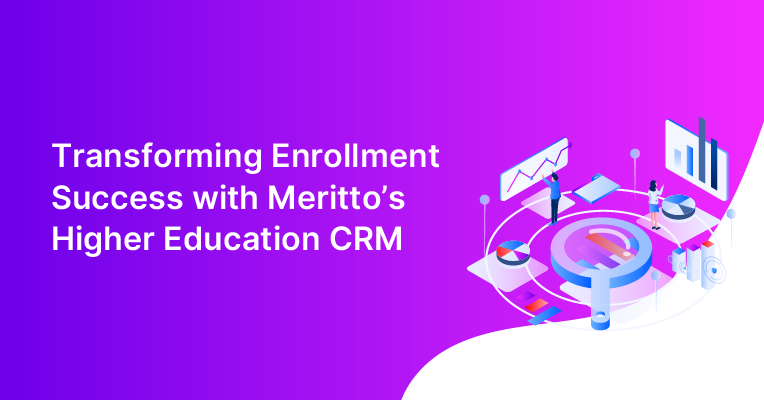 Transforming Enrollment
Success with Meritto’s
Higher Education CRM